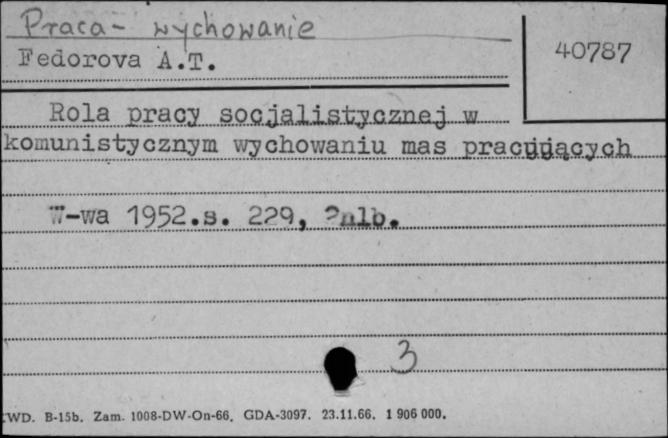 Praca - wychowanie
Fedorova A.T.
40787
Rola pracy socjalistycznej w
komunistycznym wychowaniu mas pracujących
W-wa 1952.s. 229, 2nlb.
3
WD. B-15b. Zam. 1008-DW-On-66. GDA-3097. 23.11.66. 1 906 000.